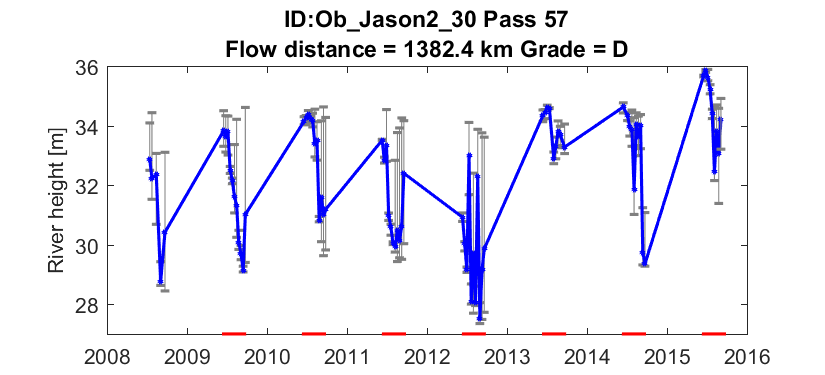 ID:Ob_Jason2_30 Pass 57
Flow distance = 1382.4 km Grade = D
River height [m]
36
34
32
30
28
2008 2009 2010 2011 2012 2013 2014 2015 2016